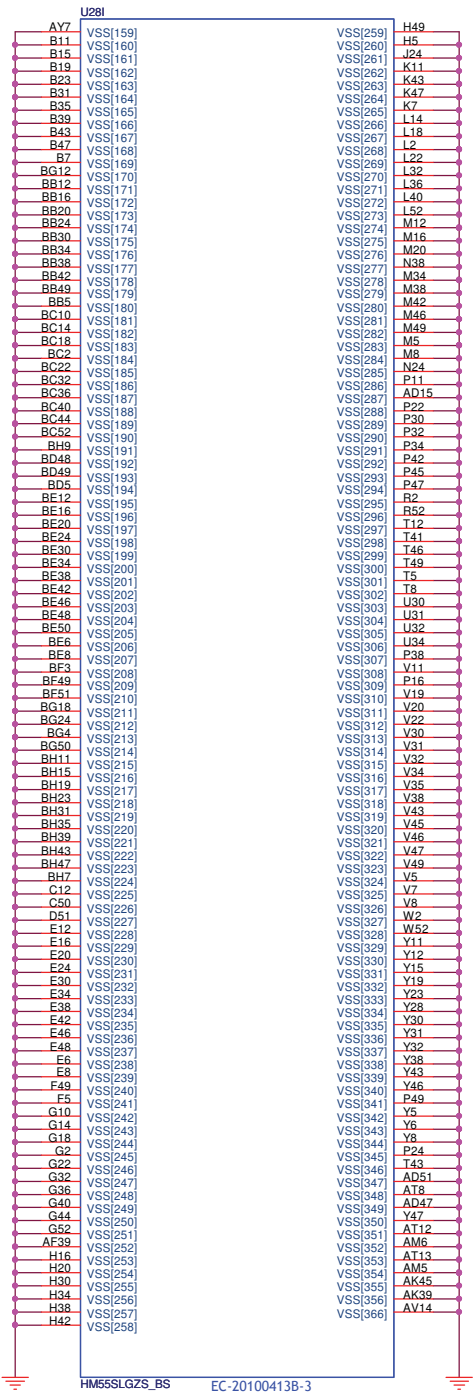 U28I
AY7 VSS[159] VSS[259] H49
B11 VSS[160] VSS[260] H5
B15 VSS[161] VSS[261] J24
B19 VSS[162] VSS[262] K11
B23 VSS[163] VSS[263] K43
B31 VSS[164] VSS[264] K47
B35 VSS[165] VSS[265] K7
B39 VSS[166] VSS[266] L14
B43 VSS[167] VSS[267] L18
B47 VSS[168] VSS[268] L2
B7 VSS[169] VSS[269] L22
BG12 VSS[170] VSS[270] L32
BB12 VSS[171] VSS[271] L36
BB16 VSS[172] VSS[272] L40
BB20 VSS[173] VSS[273] L52
BB24 VSS[174] VSS[274] M12
BB30 VSS[175] VSS[275] M16
BB34 VSS[176] VSS[276] M20
BB38 VSS[177] VSS[277] N38
BB42 VSS[178] VSS[278] M34
BB49 VSS[179] VSS[279] M38
BB5 VSS[180] VSS[280] M42
BC10 VSS[181] VSS[281] M46
BC14 VSS[182] VSS[282] M49
BC18 VSS[183] VSS[283] M5
BC2 VSS[184] VSS[284] M8
BC22 VSS[185] VSS[285] N24
BC32 VSS[186] VSS[286] P11
BC36 VSS[187] VSS[287] AD15
BC40 VSS[188] VSS[288] P22
BC44 VSS[189] VSS[289] P30
BC52 VSS[190] VSS[290] P32
BH9 VSS[191] VSS[291] P34
BD48 VSS[192] VSS[292] P42
BD49 VSS[193] VSS[293] P45
BD5 VSS[194] VSS[294] P47
BE12 VSS[195] VSS[295] R2
BE16 VSS[196] VSS[296] R52
BE20 VSS[197] VSS[297] T12
BE24 VSS[198] VSS[298] T41
BE30 VSS[199] VSS[299] T46
BE34 VSS[200] VSS[300] T49
BE38 VSS[201] VSS[301] T5
BE42 VSS[202] VSS[302] T8
BE46 VSS[203] VSS[303] U30
BE48 VSS[204] VSS[304] U31
BE50 VSS[205] VSS[305] U32
BE6 VSS[206] VSS[306] U34
BE8 VSS[207] VSS[307] P38
BF3 VSS[208] VSS[308] V11
BF49 VSS[209] VSS[309] P16
BF51 VSS[210] VSS[310] V19
BG18 VSS[211] VSS[311] V20
BG24 VSS[212] VSS[312] V22
BG4 VSS[213] VSS[313] V30
BG50 VSS[214] VSS[314] V31
BH11 VSS[215] VSS[315] V32
BH15 VSS[216] VSS[316] V34
BH19 VSS[217] VSS[317] V35
BH23 VSS[218] VSS[318] V38
BH31 VSS[219] VSS[319] V43
BH35 VSS[220] VSS[320] V45
BH39 VSS[221] VSS[321] V46
BH43 VSS[222] VSS[322] V47
BH47 VSS[223] VSS[323] V49
BH7 VSS[224] VSS[324] V5
C12 VSS[225] VSS[325] V7
C50 VSS[226] VSS[326] V8
D51 VSS[227] VSS[327] W2
E12 VSS[228] VSS[328] W52
E16 VSS[229] VSS[329] Y11
E20 VSS[230] VSS[330] Y12
E24 VSS[231] VSS[331] Y15
E30 VSS[232] VSS[332] Y19
E34 VSS[233] VSS[333] Y23
E38 VSS[234] VSS[334] Y28
E42 VSS[235] VSS[335] Y30
E46 VSS[236] VSS[336] Y31
E48 VSS[237] VSS[337] Y32
E6 VSS[238] VSS[338] Y38
E8 VSS[239] VSS[339] Y43
F49 VSS[240] VSS[340] Y46
F5 VSS[241] VSS[341] P49
G10 VSS[242] VSS[342] Y5
G14 VSS[243] VSS[343] Y6
G18 VSS[244] VSS[344] Y8
G2 VSS[245] VSS[345] P24
G22 VSS[246] VSS[346] T43
G32 VSS[247] VSS[347] AD51
G36 VSS[248] VSS[348] AT8
G40 VSS[249] VSS[349] AD47
G44 VSS[250] VSS[350] Y47
G52 VSS[251] VSS[351] AT12
AF39 VSS[252] VSS[352] AM6
H16 VSS[253] VSS[353] AT13
H20 VSS[254] VSS[354] AM5
H30 VSS[255] VSS[355] AK45
H34 VSS[256] VSS[356] AK39
H38 VSS[257] VSS[366] AV14
H42 VSS[258]
HM55SLGZS_BS EC-20100413B-3